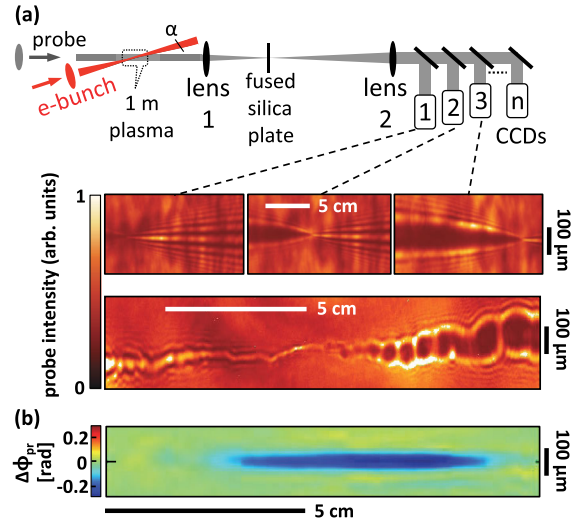 (a)
probe
α
e-bunch
1 m
plasma
lens
1
fused
silica
plate
lens
2
1
2
3
n
CCDs
probe intensity (arb. units)
1
0
5 cm
100 µm
5 cm
100 µm
(b)
Δϕpr
[rad]
0.2
0
-0.2
100 µm
5 cm